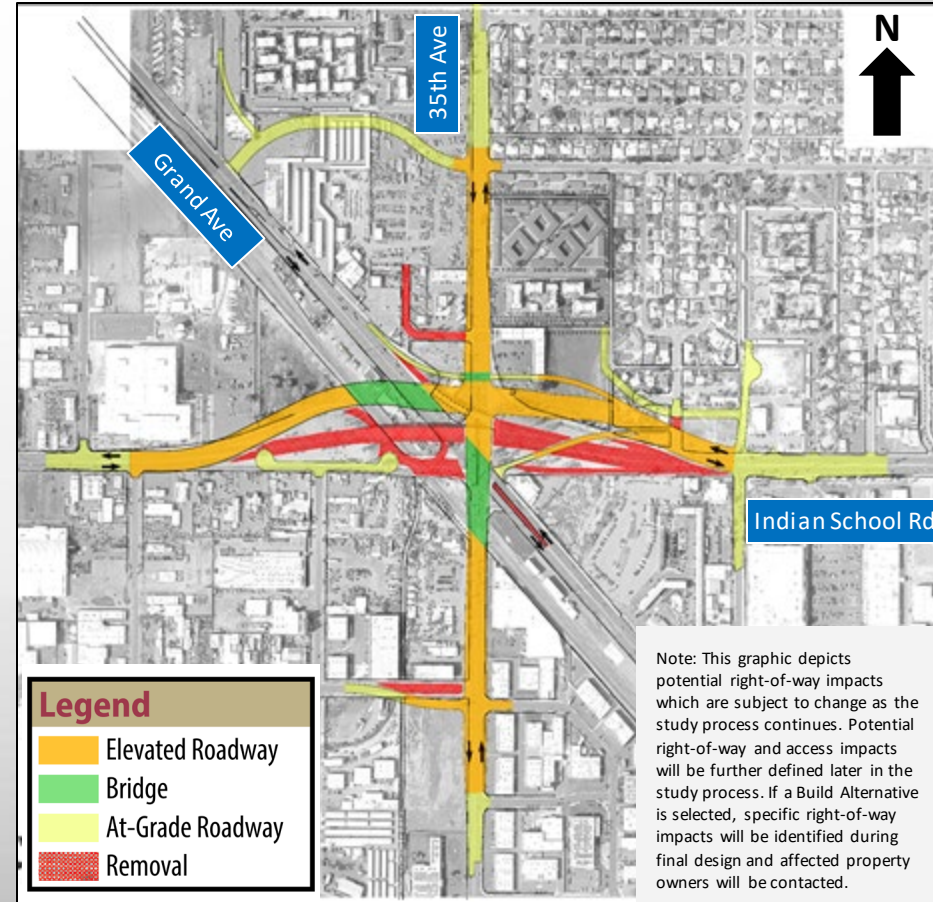 N
35th Ave
Grand Ave
Indian School Rd
Note: This graphic depicts
potential right-of-way impacts
which are subject to change as the
study process continues. Potential
right-of-way and access impacts
will be further defined later in the
study process. If a Build Alternative
is selected, specific right-of-way
impacts will be identified during
final design and affected property
owners will be contacted.
Legend
Elevated Roadway
Bridge
At-Grade Roadway
Removal